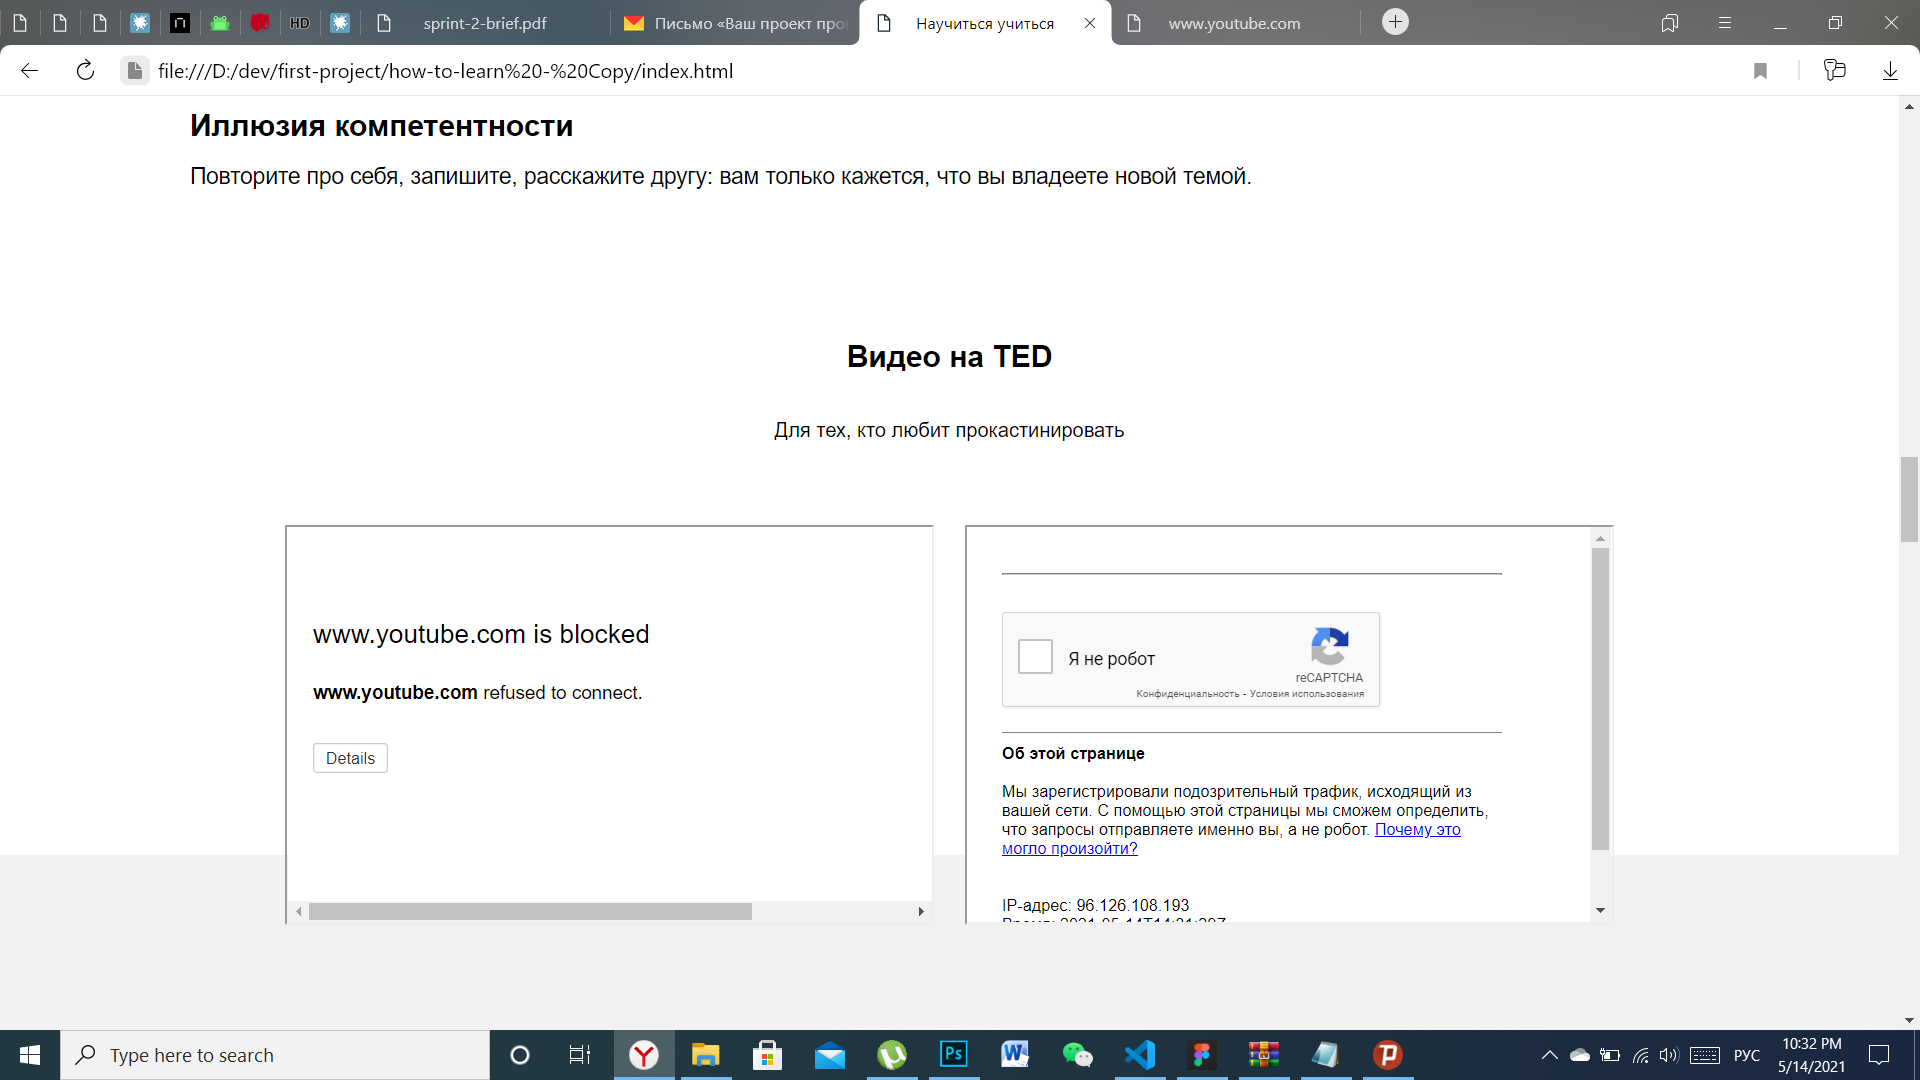 HD
sprint-2-brief.pdf
Письмо «Ваш проект про
Научиться учиться
www.youtube.com
file:///D:/dev/first-project/how-to-learn%20-%20Copy/index.html
Иллюзия компетентности
Повторите про себя, запишите, расскажите другу: вам только кажется, что вы владеете новой темой.
Видео на TED
Для тех, кто любит прокастинировать
www.youtube.com is blocked
www.youtube.com refused to connect.
Details
Я не робот
reCAPTCHA
Конфиденциальность - Условия использования
Об этой странице
Мы зарегистрировали подозрительный трафик, исходящий из
вашей сети. С помощью этой страницы мы сможем определить,
что запросы отправляете именно вы, а не робот. Почему это
могло произойти?
IP-адрес: 96.126.108.193
Type here to search
Ps
РУС
10:32 PM
5/14/2021